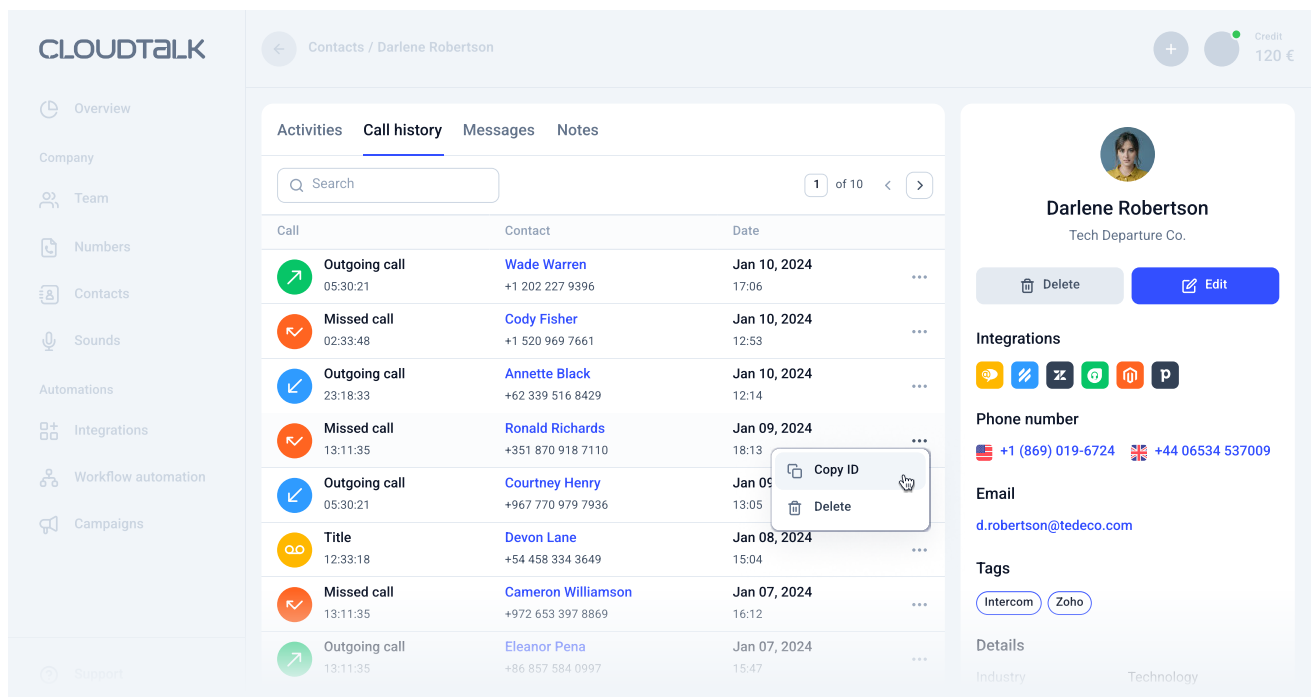 CLOUDTALK
Contacts / Darlene Robertson
Credit
120 €
Overview
Company
Team
Numbers
Contacts
Sounds
Automations
Integrations
Workflow automation
Campaigns
Support
Activities Call history Messages Notes
Search
1 of 10
Call Contact Date
Outgoing call Wade Warren Jan 10, 2024
05:30:21 +1 202 227 9396 17:06
Missed call Cody Fisher Jan 10, 2024
02:33:48 +1 520 969 7661 12:53
Outgoing call Annette Black Jan 10, 2024
23:18:33 +62 339 516 8429 12:14
Missed call Ronald Richards Jan 09, 2024
13:11:35 +351 870 918 7110 18:13
Copy ID
Delete
Outgoing call Courtney Henry Jan 09
05:30:21 +967 770 979 7936 13:05
Title Devon Lane Jan 08, 2024
12:33:18 +54 458 334 3649 15:04
Missed call Cameron Williamson Jan 07, 2024
13:11:35 +972 653 397 8869 16:12
Outgoing call Eleanor Pena Jan 07, 2024
13:11:35 +86 857 584 0997 15:47
Darlene Robertson
Tech Departure Co.
Delete Edit
Integrations
Phone number
+1 (869) 019-6724 +44 06534 537009
Email
d.robertson@tedeco.com
Tags
Intercom Zoho
Details
Industry Technology